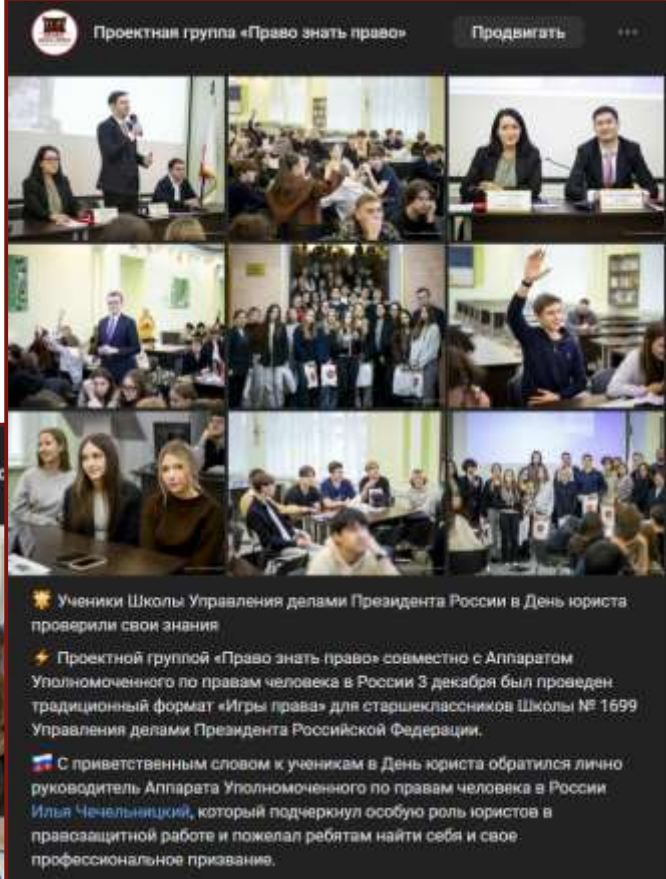 Проектная группа «Право знать право»
Продвигать
Ученики Школы Управления делами Президента России в День юриста
проверили свои знания
Проектной группой «Право знать право» совместно с Аппаратом
Уполномоченного по правам человека в России 3 декабря был проведен
традиционный формат «Игры права» для старшеклассников Школы № 1699
Управления делами Президента Российской Федерации.
С приветственным словом к ученикам в День юриста обратился лично
руководитель Аппарата Уполномоченного по правам человека в России
Илья Чечельницкий, который подчеркнул особую роль юристов в
правозащитной работе и пожелал ребятам найти себя и свое
профессиональное призвание.